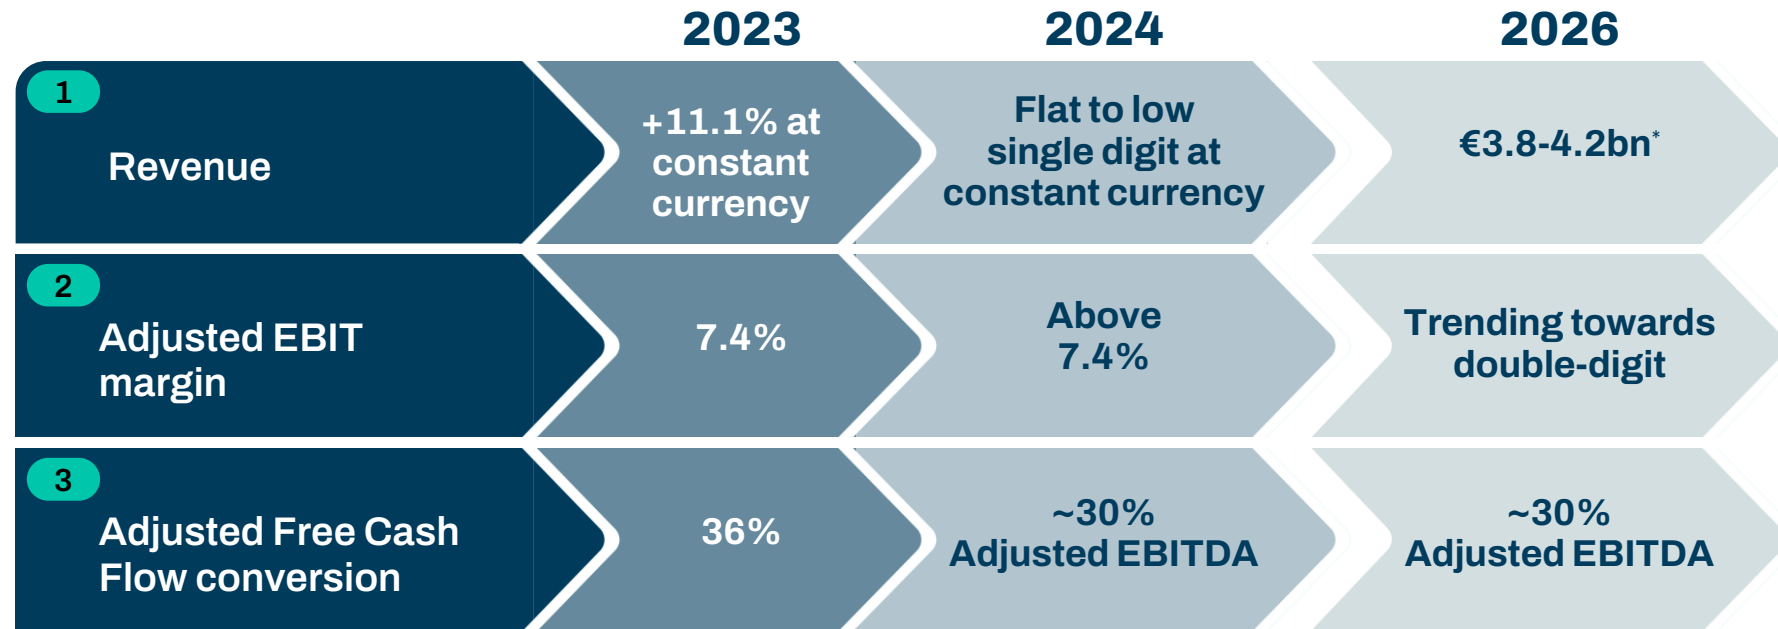 2023
2024
2026
1
Revenue
+11.1% at
constant
currency
Flat to low
single digit at
constant currency
€3.8-4.2bn*
2
Adjusted EBIT
margin
7.4%
Above
7.4%
Trending towards
double-digit
3
Adjusted Free Cash
Flow conversion
36%
~30%
Adjusted EBITDA
~30%
Adjusted EBITDA